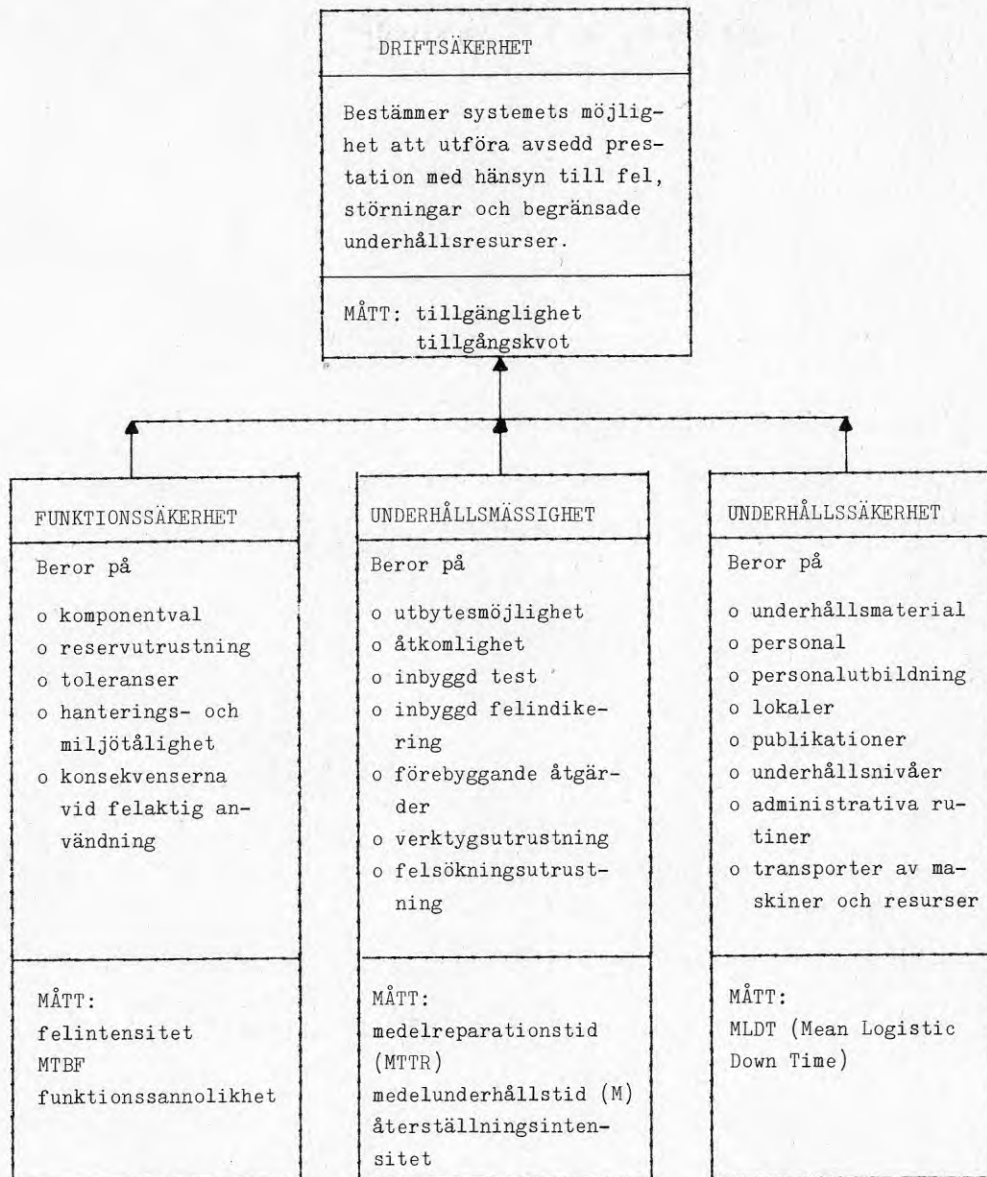 DRIFTSÄKERHET
Bestämmer systemets möjlig-
het att utföra avsedd pres-
tation med hänsyn till fel,
störningar och begränsade
underhållsresurser.
MÅTT: tillgänglighet
tillgångskvot
FUNKTIONSSÄKERHET
Beror på
o komponentval
o reservutrustning
o toleranser
o hanterings- och
miljötålighet
o konsekvenserna
vid felaktig an-
vändning
MÅTT:
felintensitet
MTBF
funktionssannolikhet
UNDERHÅLLSMÄSSIGHET
Beror på
o utbytesmöjlighet
o åtkomlighet
o inbyggd test
o inbyggd felindike-
ring
o förebyggande åtgär-
der
o verktygsutrustning
o felsökningsutrust-
ning
MÅTT:
medelreparationstid
(MTTR)
medelunderhållstid (M)
återställningsinten-
sitet
UNDERHÅLLSSÄKERHET
Beror på
o underhållsmaterial
o personal
o personalutbildning
o lokaler
o publikationer
o underhållsnivåer
o administrativa ru-
tiner
o transporter av ma-
skiner och resurser
MÅTT:
MLDT (Mean Logistic
Down Time)